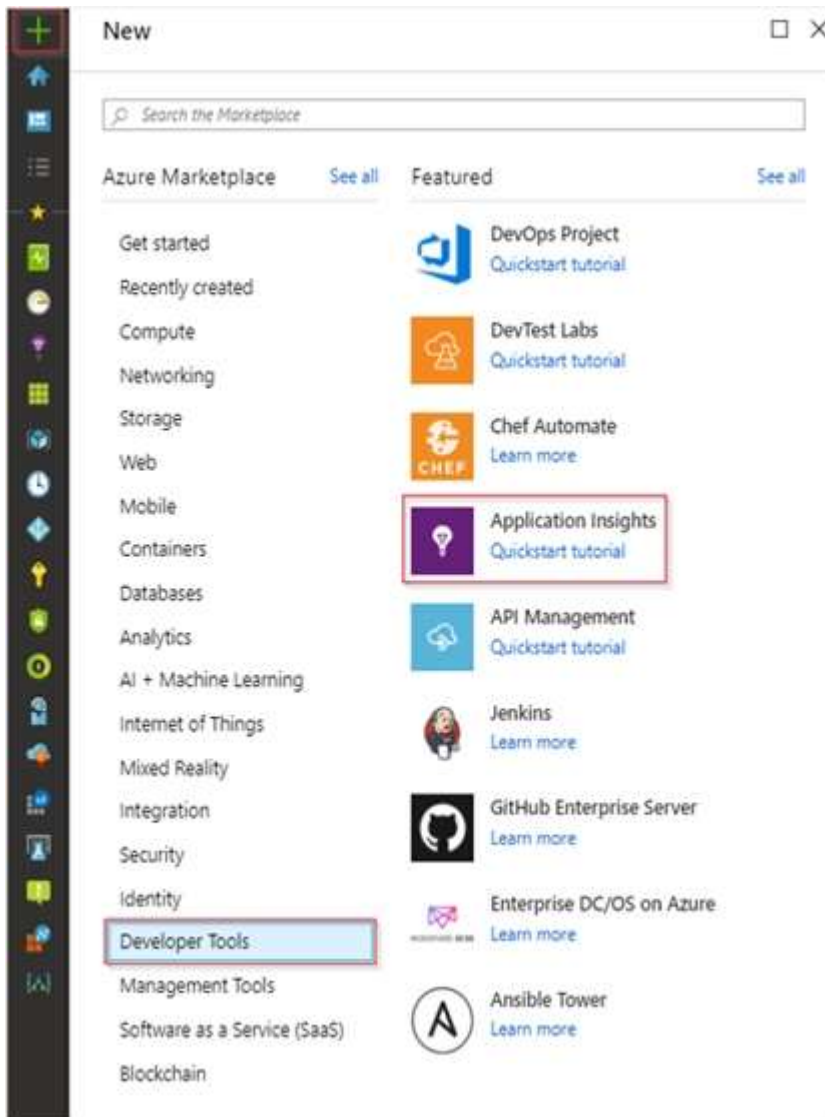 New
Search the Marketplace
Azure Marketplace
See all
Get started
Recently created
Compute
Networking
Storage
Web
Mobile
Containers
Databases
Analytics
AI + Machine Learning
Internet of Things
Mixed Reality
Integration
Security
Identity
Developer Tools
Management Tools
Software as a Service (SaaS)
Blockchain
Featured
See all
DevOps Project
Quickstart tutorial
DevTest Labs
Quickstart tutorial
CHEF
Chef Automate
Learn more
Application Insights
Quickstart tutorial
API Management
Quickstart tutorial
Jenkins
Learn more
GitHub Enterprise Server
Learn more
Enterprise DC/OS on Azure
Learn more
Ansible Tower
Learn more